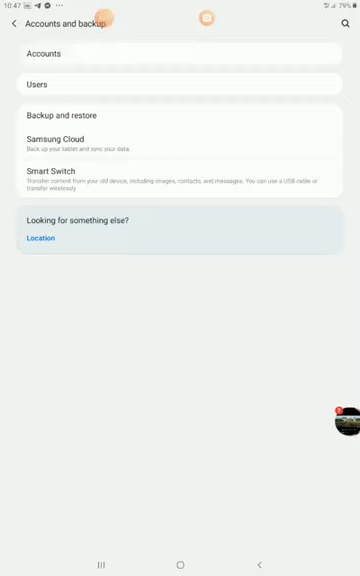 10:47
79%
Accounts and backup
Accounts
Users
Backup and restore
Samsung Cloud
Back up your tablet and sync your data.
Smart Switch
Transfer content from your old device, including images, contacts, and messages. You can use a USB cable or
transfer wirelessly.
Looking for something else?
Location